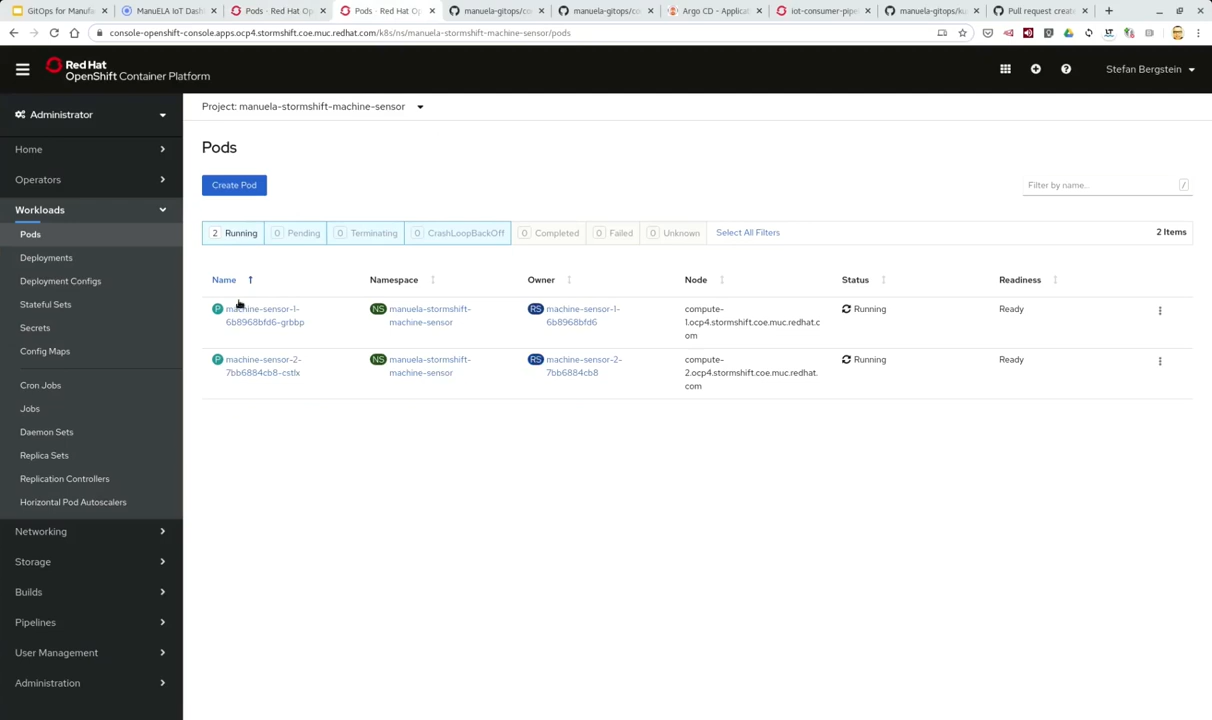 GitOps for Manufa
ManuELA IoT Dash
Pods · Red Hat Ope
Pods · Red Hat Op
manuela-gitops/co
manuela-gitops/co
Argo CD - Applicat
iot-consumer-pipe
manuela-gitops/ku
Pull request create
console-openshift-console.apps.ocp4.stormshift.coe.muc.redhat.com/k8s/ns/manuela-stormshift-machine-sensor/pods
Red Hat
OpenShift Container Platform
Stefan Bergstein
Administrator
Project: manuela-stormshift-machine-sensor
Home
Operators
Workloads
Pods
Deployments
Deployment Configs
Stateful Sets
Secrets
Config Maps
Cron Jobs
Jobs
Daemon Sets
Replica Sets
Replication Controllers
Horizontal Pod Autoscalers
Networking
Storage
Builds
Pipelines
User Management
Administration
Pods
Create Pod
Filter by name...
/
2 Running
0 Pending
0 Terminating
0 CrashLoopBackOff
0 Completed
0 Failed
0 Unknown
Select All Filters
2 Items
Name
Namespace
Owner
Node
Status
Readiness
P machine-sensor-1-
6b8968bfd6-grbbp
NS manuela-stormshift-
machine-sensor
RS machine-sensor-1-
6b8968bfd6
compute-
1.ocp4.stormshift.coe.muc.redhat.c
om
Running
Ready
P machine-sensor-2-
7bb6884cb8-cstlx
NS manuela-stormshift-
machine-sensor
RS machine-sensor-2-
7bb6884cb8
compute-
2.ocp4.stormshift.coe.muc.redhat.
com
Running
Ready